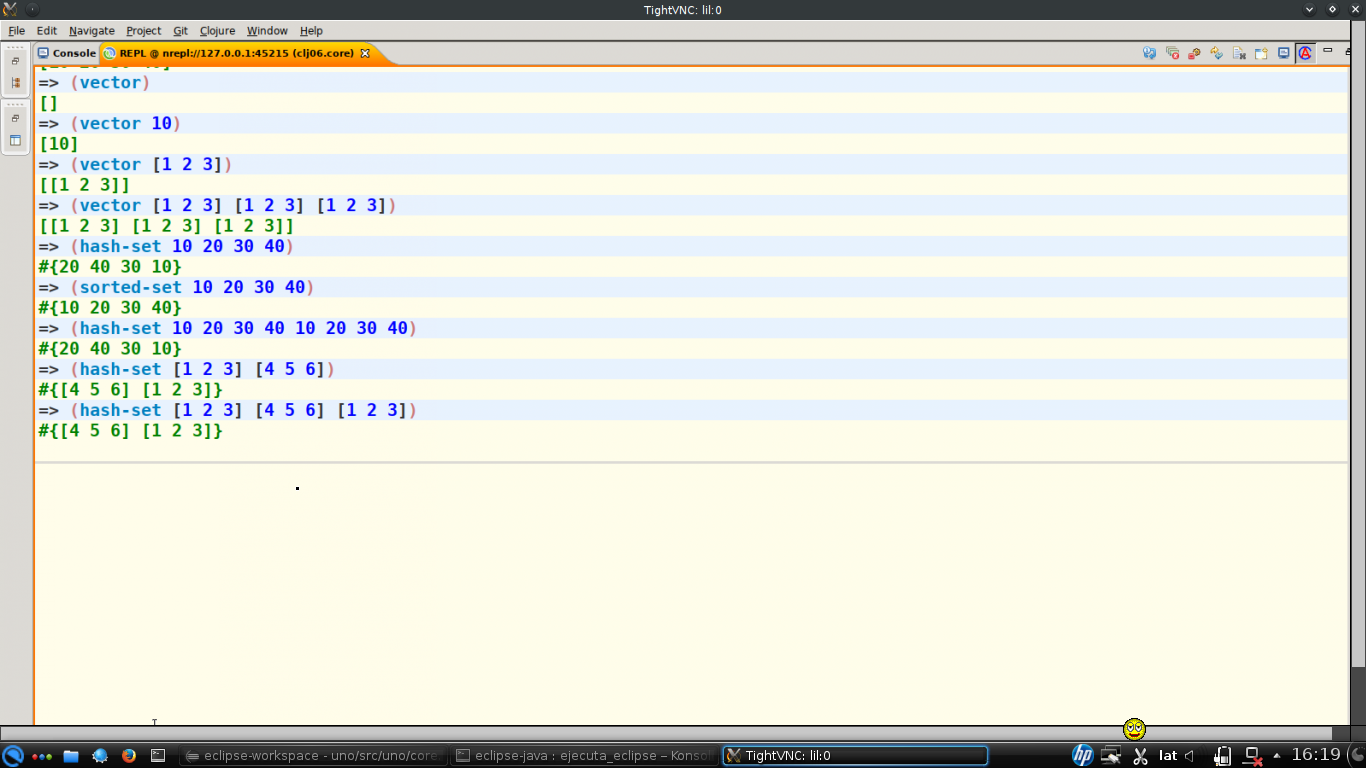 TightVNC: lil:0
File Edit Navigate Project Git Clojure Window Help
Console REPL @ nrepl://127.0.0.1:45215 (clj06.core)
=> (vector)
[]
=> (vector 10)
[10]
=> (vector [1 2 3])
[[1 2 3]]
=> (vector [1 2 3] [1 2 3] [1 2 3])
[[1 2 3] [1 2 3] [1 2 3]]
=> (hash-set 10 20 30 40)
#{20 40 30 10}
=> (sorted-set 10 20 30 40)
#{10 20 30 40}
=> (hash-set 10 20 30 40 10 20 30 40)
#{20 40 30 10}
=> (hash-set [1 2 3] [4 5 6])
#{[4 5 6] [1 2 3]}
=> (hash-set [1 2 3] [4 5 6] [1 2 3])
#{[4 5 6] [1 2 3]}
eclipse-workspace - uno/src/uno/core. eclipse-java : ejecuta_eclipse – Konso TightVNC: lil:0 hp lat 16:19